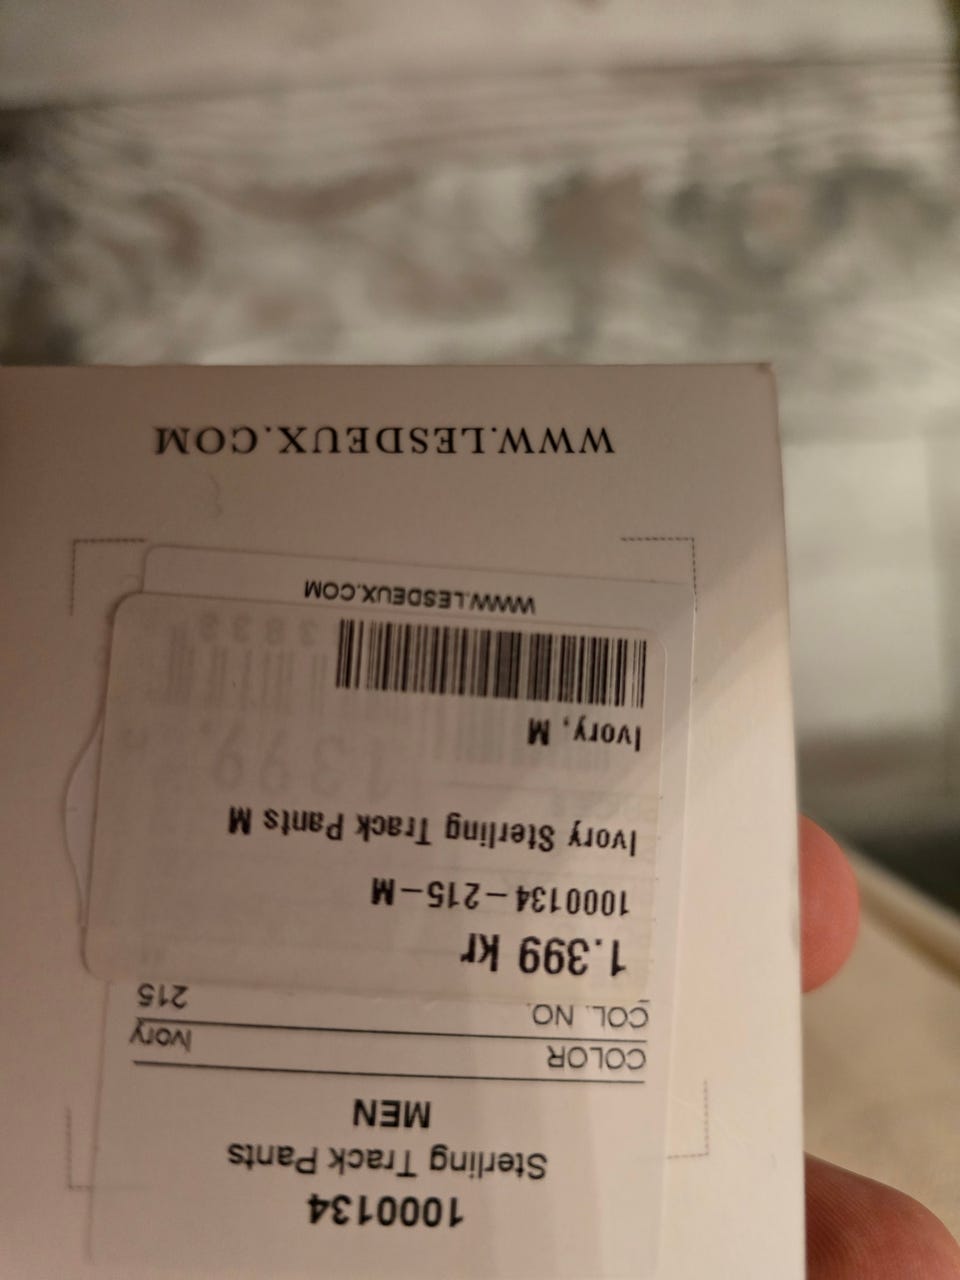 1000134
Sterling Track Pants
MEN
COLOR Ivory
COL. NO. 215
1.399 kr
1000134-215-M
Ivory Sterling Track Pants M
Ivory, M
WWW.LESDEUX.COM
WWW.LESDEUX.COM